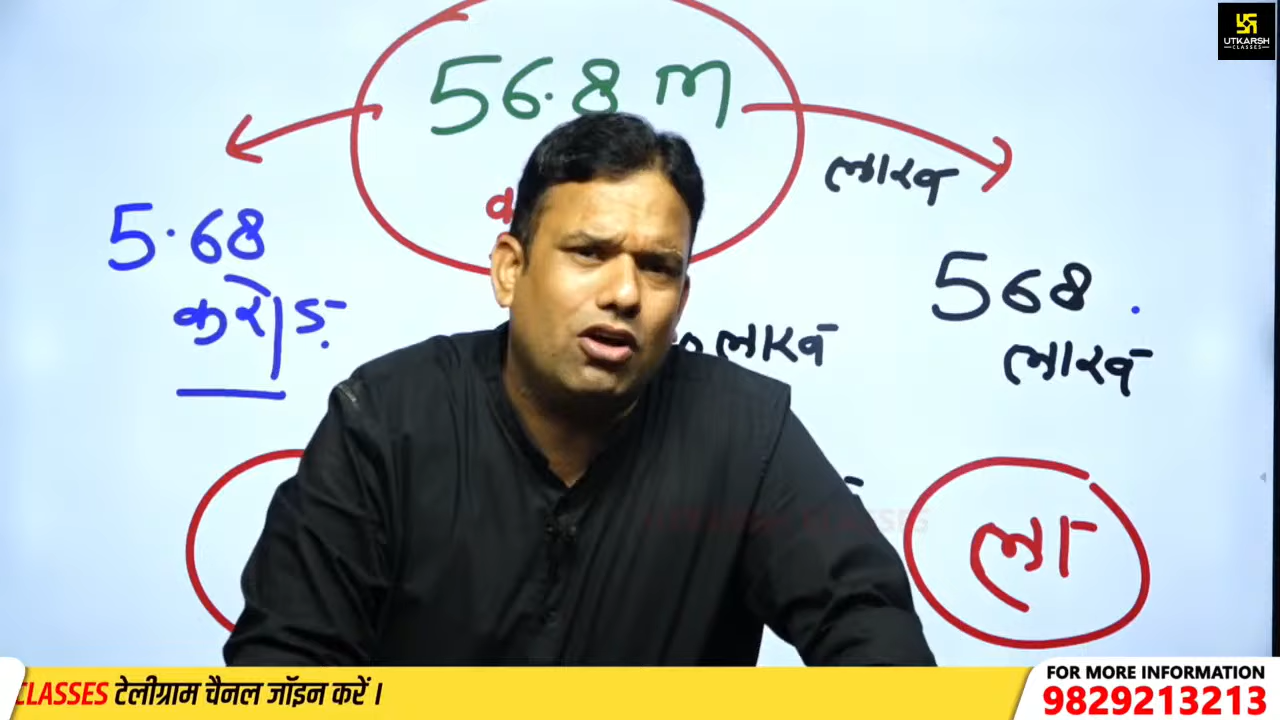 UTKARSH
CLASSES
56.8 m
लाख
5.68
करोड़
568
लाख
लाख
ला
CLASSES टेलीग्राम चैनल जॉइन करें ।
FOR MORE INFORMATION
9829213213